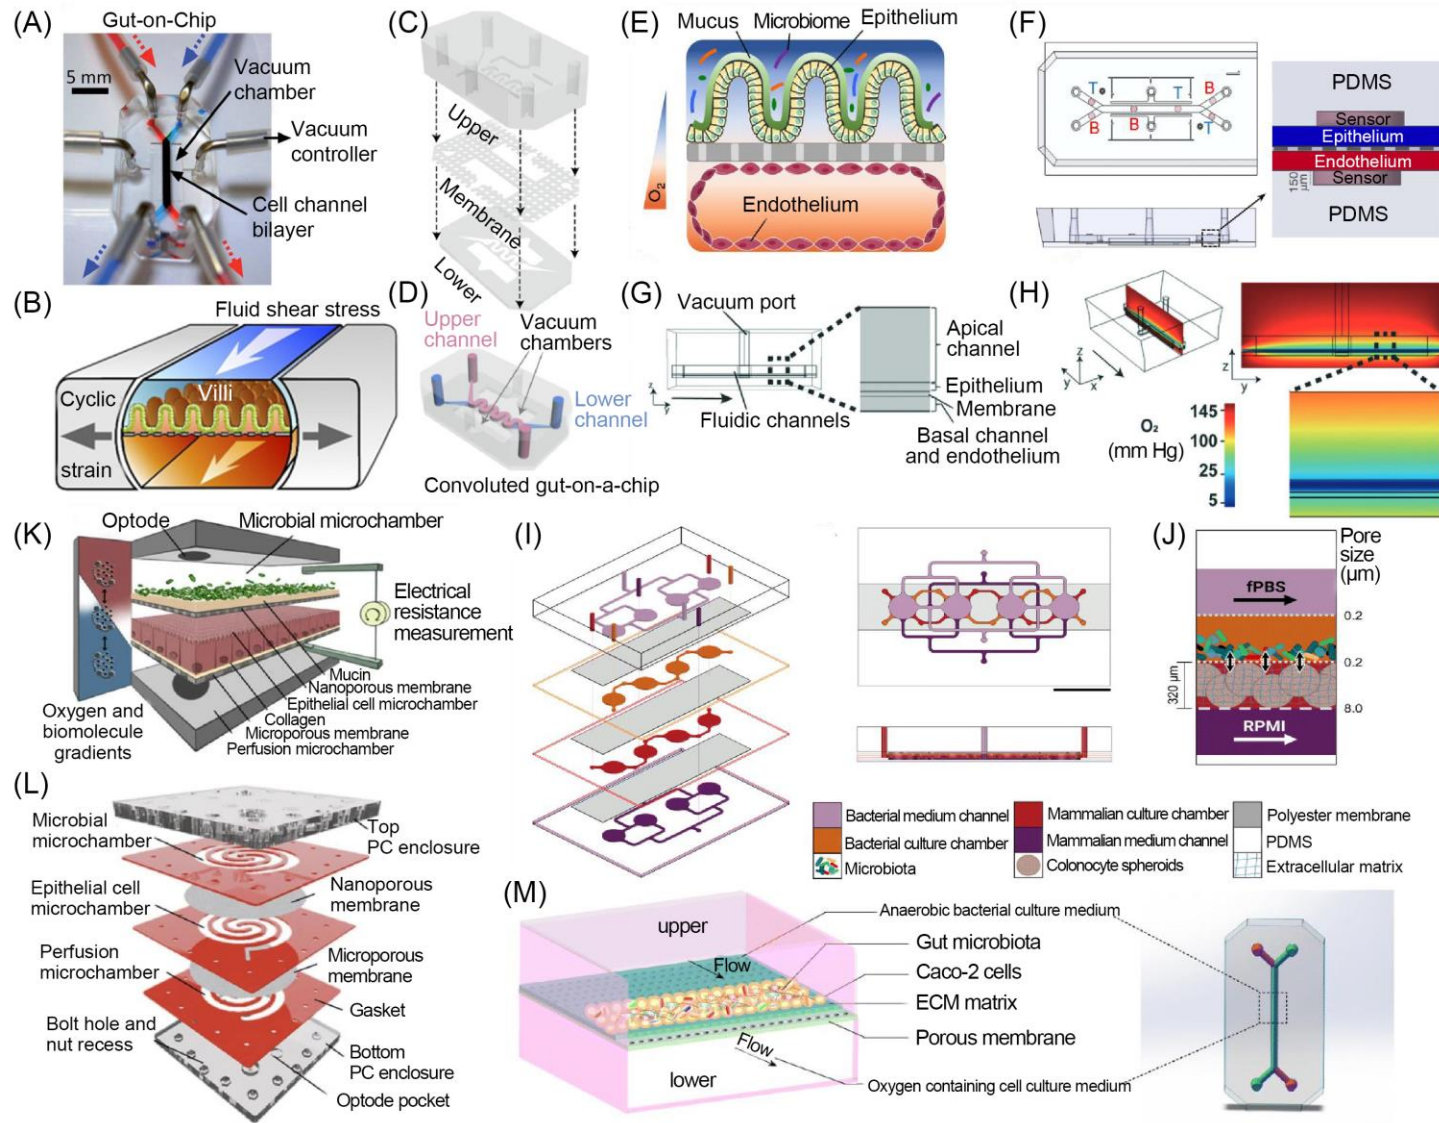 (A)
Gut-on-Chip
5 mm
Vacuum
chamber
Vacuum
controller
Cell channel
bilayer
(B)
Fluid shear stress
Villi
Cyclic
strain
(C)
Upper
Membrane
Lower
(D)
Upper
channel
Vacuum
chambers
Lower
channel
Convoluted gut-on-a-chip
(E)
Mucus
Microbiome
Epithelium
O₂
Endothelium
(F)
T
T
B
B
B
T
PDMS
Sensor
Epithelium
Endothelium
Sensor
150
µm
PDMS
(G)
Vacuum port
z
y
Fluidic channels
Apical
channel
Epithelium
Membrane
Basal channel
and endothelium
(H)
z
y
x
z
y
O₂
(mm Hg)
145
100
25
5
(K)
Optode
Microbial microchamber
Electrical
resistance
measurement
Mucin
Nanoporous membrane
Epithelial cell microchamber
Collagen
Microporous membrane
Perfusion microchamber
Oxygen and
biomolecule
gradients
(I)
(J)
Pore
size
(µm)
fPBS
0.2
0.2
320 µm
8.0
RPMI
Bacterial medium channel
Mammalian culture chamber
Polyester membrane
Bacterial culture chamber
Mammalian medium channel
PDMS
Microbiota
Colonocyte spheroids
Extracellular matrix
(L)
Microbial
microchamber
Top
PC enclosure
Epithelial cell
microchamber
Nanoporous
membrane
Perfusion
microchamber
Microporous
membrane
Gasket
Bolt hole and
nut recess
Bottom
PC enclosure
Optode pocket
(M)
upper
Flow
Anaerobic bacterial culture medium
Gut microbiota
Caco-2 cells
ECM matrix
Porous membrane
Flow
lower
Oxygen containing cell culture medium